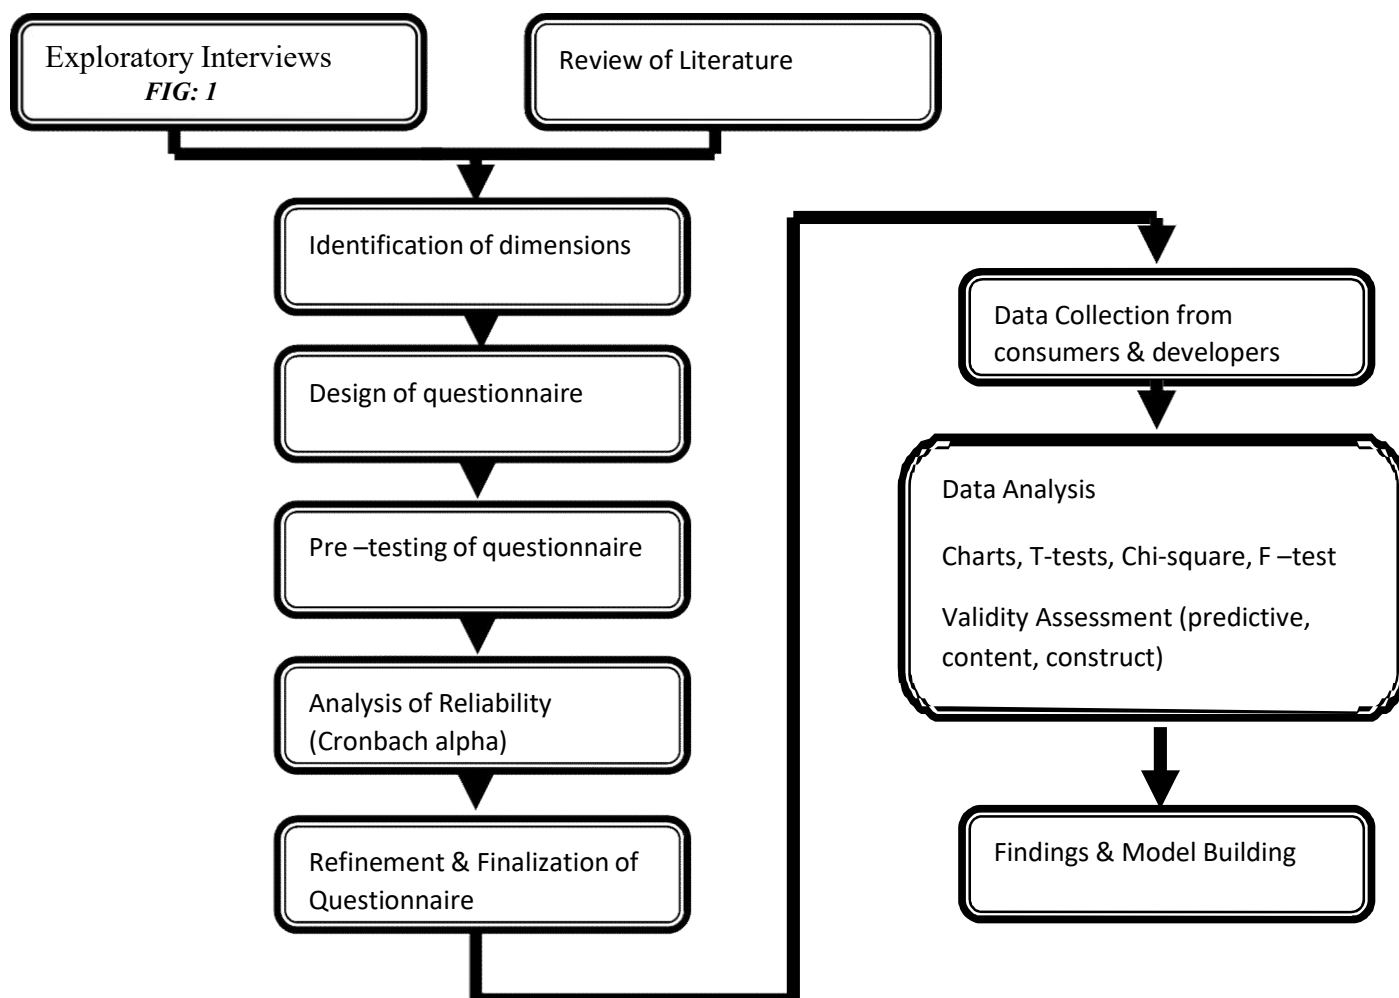 Exploratory Interviews
FIG: 1
Review of Literature
Identification of dimensions
Design of questionnaire
Pre –testing of questionnaire
Analysis of Reliability
(Cronbach alpha)
Refinement & Finalization of
Questionnaire
Data Collection from
consumers & developers
Data Analysis
Charts, T-tests, Chi-square, F –test
Validity Assessment (predictive,
content, construct)
Findings & Model Building